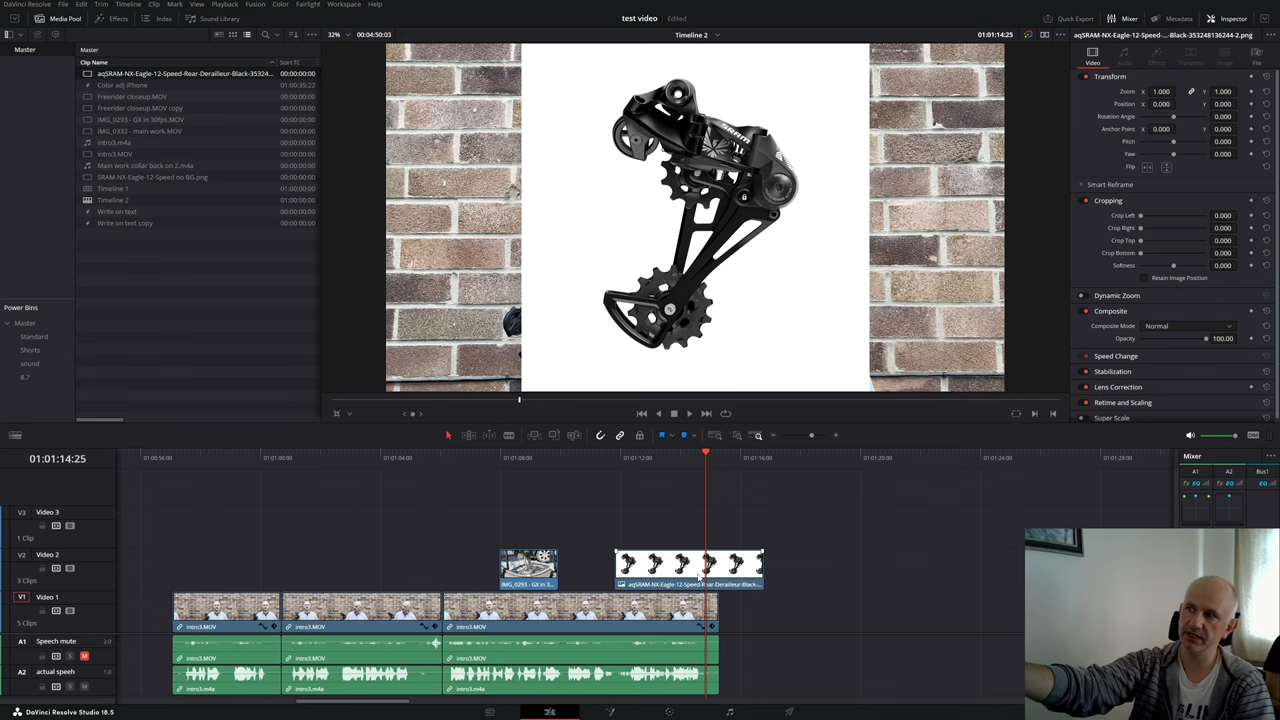 DaVinci Resolve File Edit Trim Timeline Clip Mark View Playback Fusion Color Fairlight Workspace Help
Media Pool Effects Index Sound Library test video Edited Quick Export Mixer Metadata Inspector
Master Master 32% 00:04:50:03 Timeline 2 01:01:14:25 aqSRAM-NX-Eagle-12-Speed-...-Black-353248136244-2.png
Clip Name Start TC
aqSRAM-NX-Eagle-12-Speed-Rear-Derailleur-Black-35324... 00:00:00:00
Color adj iPhone 01:00:35:22
Freerider closeup.MOV 00:00:00:00
Freerider closeup.MOV copy 00:00:00:00
IMG_0293 - GX in 30fps.MOV 00:00:00:00
IMG_0332 - main work.MOV 00:00:00:00
intro3.m4a 00:00:00:00
intro3.MOV 00:00:00:00
Main work collar back on 2.m4a 00:00:00:00
SRAM-NX-Eagle-12-Speed no BG.png 00:00:00:00
Timeline 1 01:00:00:00
Timeline 2 01:00:00:00
Write on text 00:00:00:00
Write on text copy 00:00:00:00
Power Bins
Master
Standard
Shorts
sound
8.7
SRAM
Video Audio Effects Transition Image File
Transform
Zoom X 1.000 Y 1.000
Position X 0.000 Y 0.000
Rotation Angle 0.000
Anchor Point X 0.000 Y 0.000
Pitch 0.000
Yaw 0.000
Flip
Smart Reframe
Cropping
Crop Left 0.000
Crop Right 0.000
Crop Top 0.000
Crop Bottom 0.000
Softness 0.000
Retain Image Position
Dynamic Zoom
Composite
Composite Mode Normal
Opacity 100.00
Speed Change
Stabilization
Lens Correction
Retime and Scaling
Super Scale
DIM
01:01:14:25 01:00:56:00 01:01:00:00 01:01:04:00 01:01:08:00 01:01:12:00 01:01:16:00 01:01:20:00 01:01:24:00 01:01:28:00
Mixer
A1 A2 Bus1
fx EQ fx EQ fx EQ
V3 Video 3
1 Clip
V2 Video 2
3 Clips
IMG_0293 - GX in 3... aqSRAM-NX-Eagle-12-Speed-Rear-Derailleur-Black-...
V1 Video 1
5 Clips
intro3.MOV intro3.MOV intro3.MOV
A1 Speech mute 2.0
S M
intro3.MOV intro3.MOV intro3.MOV
A2 actual speeh 1.0
S M
intro3.m4a intro3.m4a intro3.m4a
DaVinci Resolve Studio 18.5